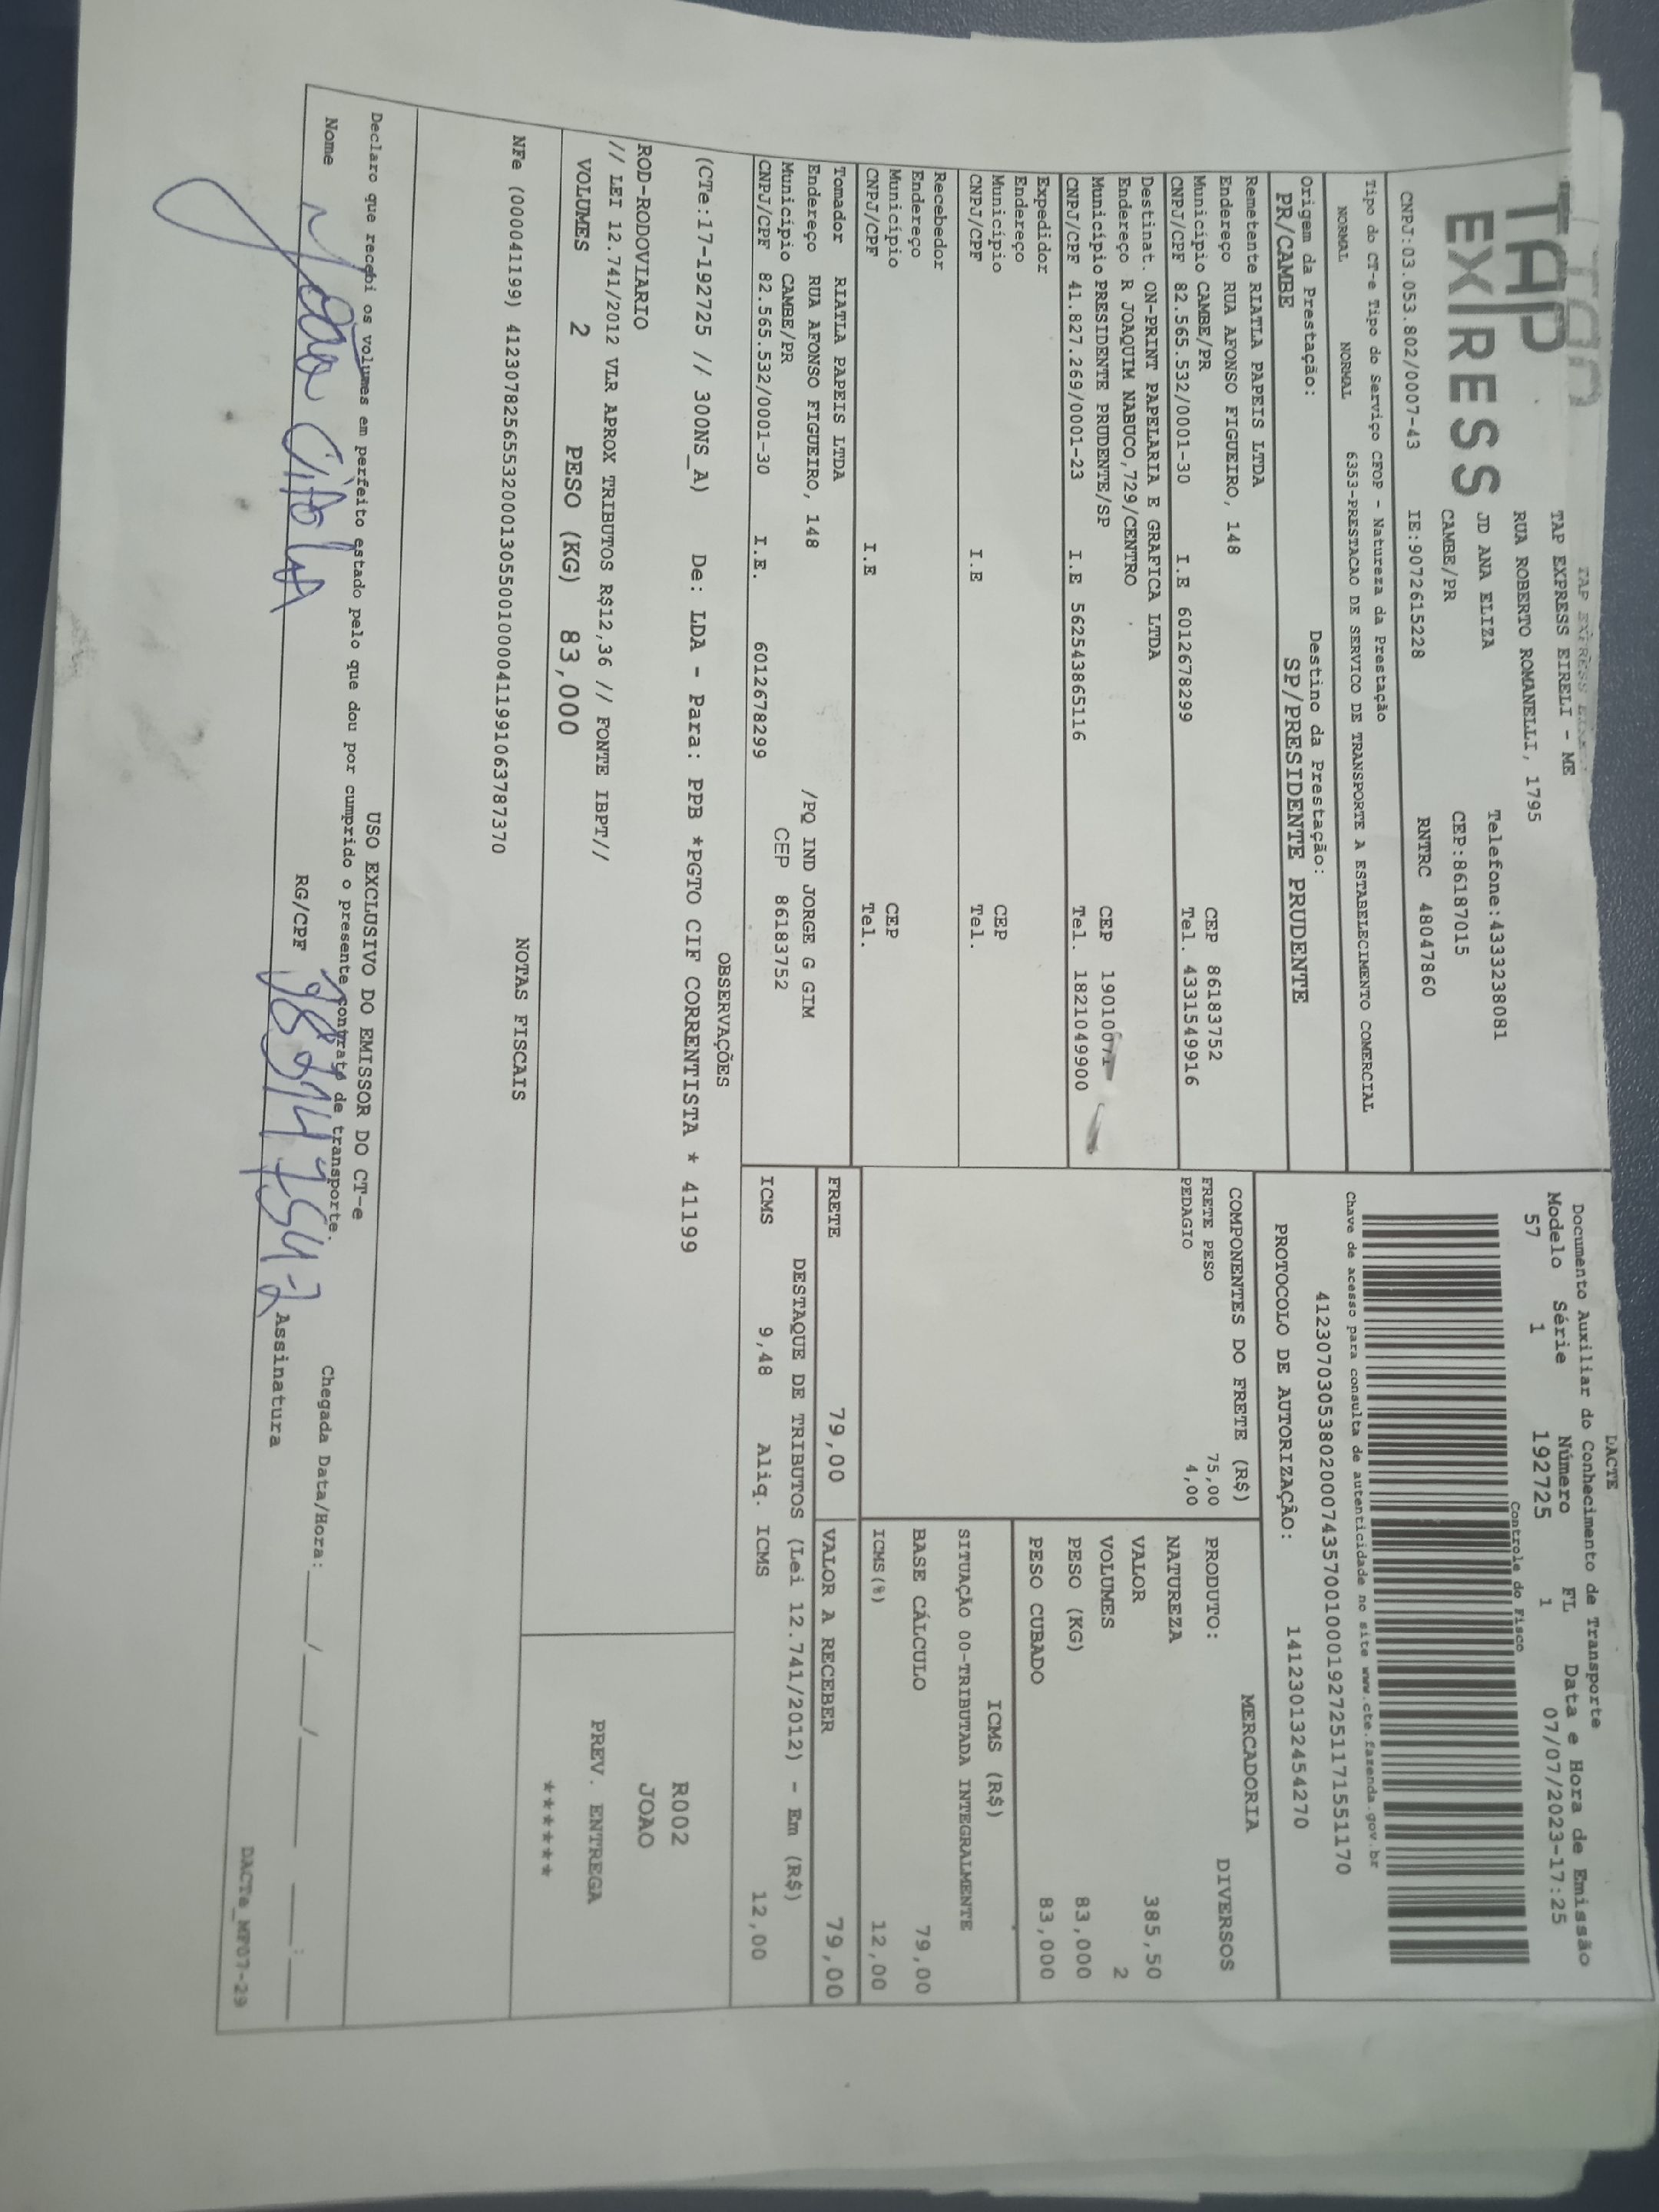 TAP EXPRESS
TAP EXPRESS EIRELI - ME
RUA ROBERTO ROMANELLI, 1795
JD ANA ELIZA Telefone:4333238081
CAMBE/PR CEP:86187015
CNPJ:03.053.802/0007-43 IE:9072615228 RNTRC 48047860
DACTE
Documento Auxiliar do Conhecimento de Transporte
Modelo Série Número FL Data e Hora de Emissão
57 1 192725 1 07/07/2023-17:25
Controle do Fisco
Chave de acesso para consulta de autenticidade no site www.cte.fazenda.gov.br
41230703053802000743570010001927251171551170
PROTOCOLO DE AUTORIZAÇÃO: 141230132454270
Tipo do CT-e Tipo do Serviço CFOP - Natureza da Prestação
NORMAL NORMAL 6353-PRESTACAO DE SERVICO DE TRANSPORTE A ESTABELECIMENTO COMERCIAL
Origem da Prestação: Destino da Prestação:
PR/CAMBE SP/PRESIDENTE PRUDENTE
Remetente RIATLA PAPEIS LTDA
Endereço RUA AFONSO FIGUEIRO, 148
Município CAMBE/PR CEP 86183752
CNPJ/CPF 82.565.532/0001-30 I.E 6012678299 Tel. 4331549916
Destinat. ON-PRINT PAPELARIA E GRAFICA LTDA
Endereço R JOAQUIM NABUCO,729/CENTRO
Município PRESIDENTE PRUDENTE/SP CEP 19010071
CNPJ/CPF 41.827.269/0001-23 I.E 562543865116 Tel. 1821049900
Expedidor
Endereço
Município CEP
CNPJ/CPF I.E Tel.
Recebedor
Endereço
Município CEP
CNPJ/CPF I.E Tel.
Tomador RIATLA PAPEIS LTDA
Endereço RUA AFONSO FIGUEIRO, 148 /PQ IND JORGE G GIM
Município CAMBE/PR CEP 86183752
CNPJ/CPF 82.565.532/0001-30 I.E. 6012678299
COMPONENTES DO FRETE (R$)
FRETE PESO 75,00
PEDAGIO 4,00
MERCADORIA
PRODUTO: DIVERSOS
NATUREZA
VALOR 385,50
VOLUMES 2
PESO (KG) 83,000
PESO CUBADO 83,000
ICMS (R$)
SITUAÇÃO 00-TRIBUTADA INTEGRALMENTE
BASE CÁLCULO 79,00
ICMS(%) 12,00
FRETE 79,00 VALOR A RECEBER 79,00
DESTAQUE DE TRIBUTOS (Lei 12.741/2012) - Em (R$)
ICMS 9,48 Aliq. ICMS 12,00
OBSERVAÇÕES
(CTe:17-192725 // 300NS_A) De: LDA - Para: PPB *PGTO CIF CORRENTISTA * 41199
ROD-RODOVIARIO
// LEI 12.741/2012 VLR APROX TRIBUTOS R$12,36 // FONTE IBPT//
VOLUMES 2 PESO (KG) 83,000
R002
JOAO
PREV. ENTREGA
******
NOTAS FISCAIS
NFe (000041199) 41230782565532000130550010000411991063787370
USO EXCLUSIVO DO EMISSOR DO CT-e
Declaro que recebi os volumes em perfeito estado pelo que dou por cumprido o presente contrato de transporte.
Nome RG/CPF Assinatura Chegada Data/Hora:___/___/_____ ___:___
DACTe_MF07-29